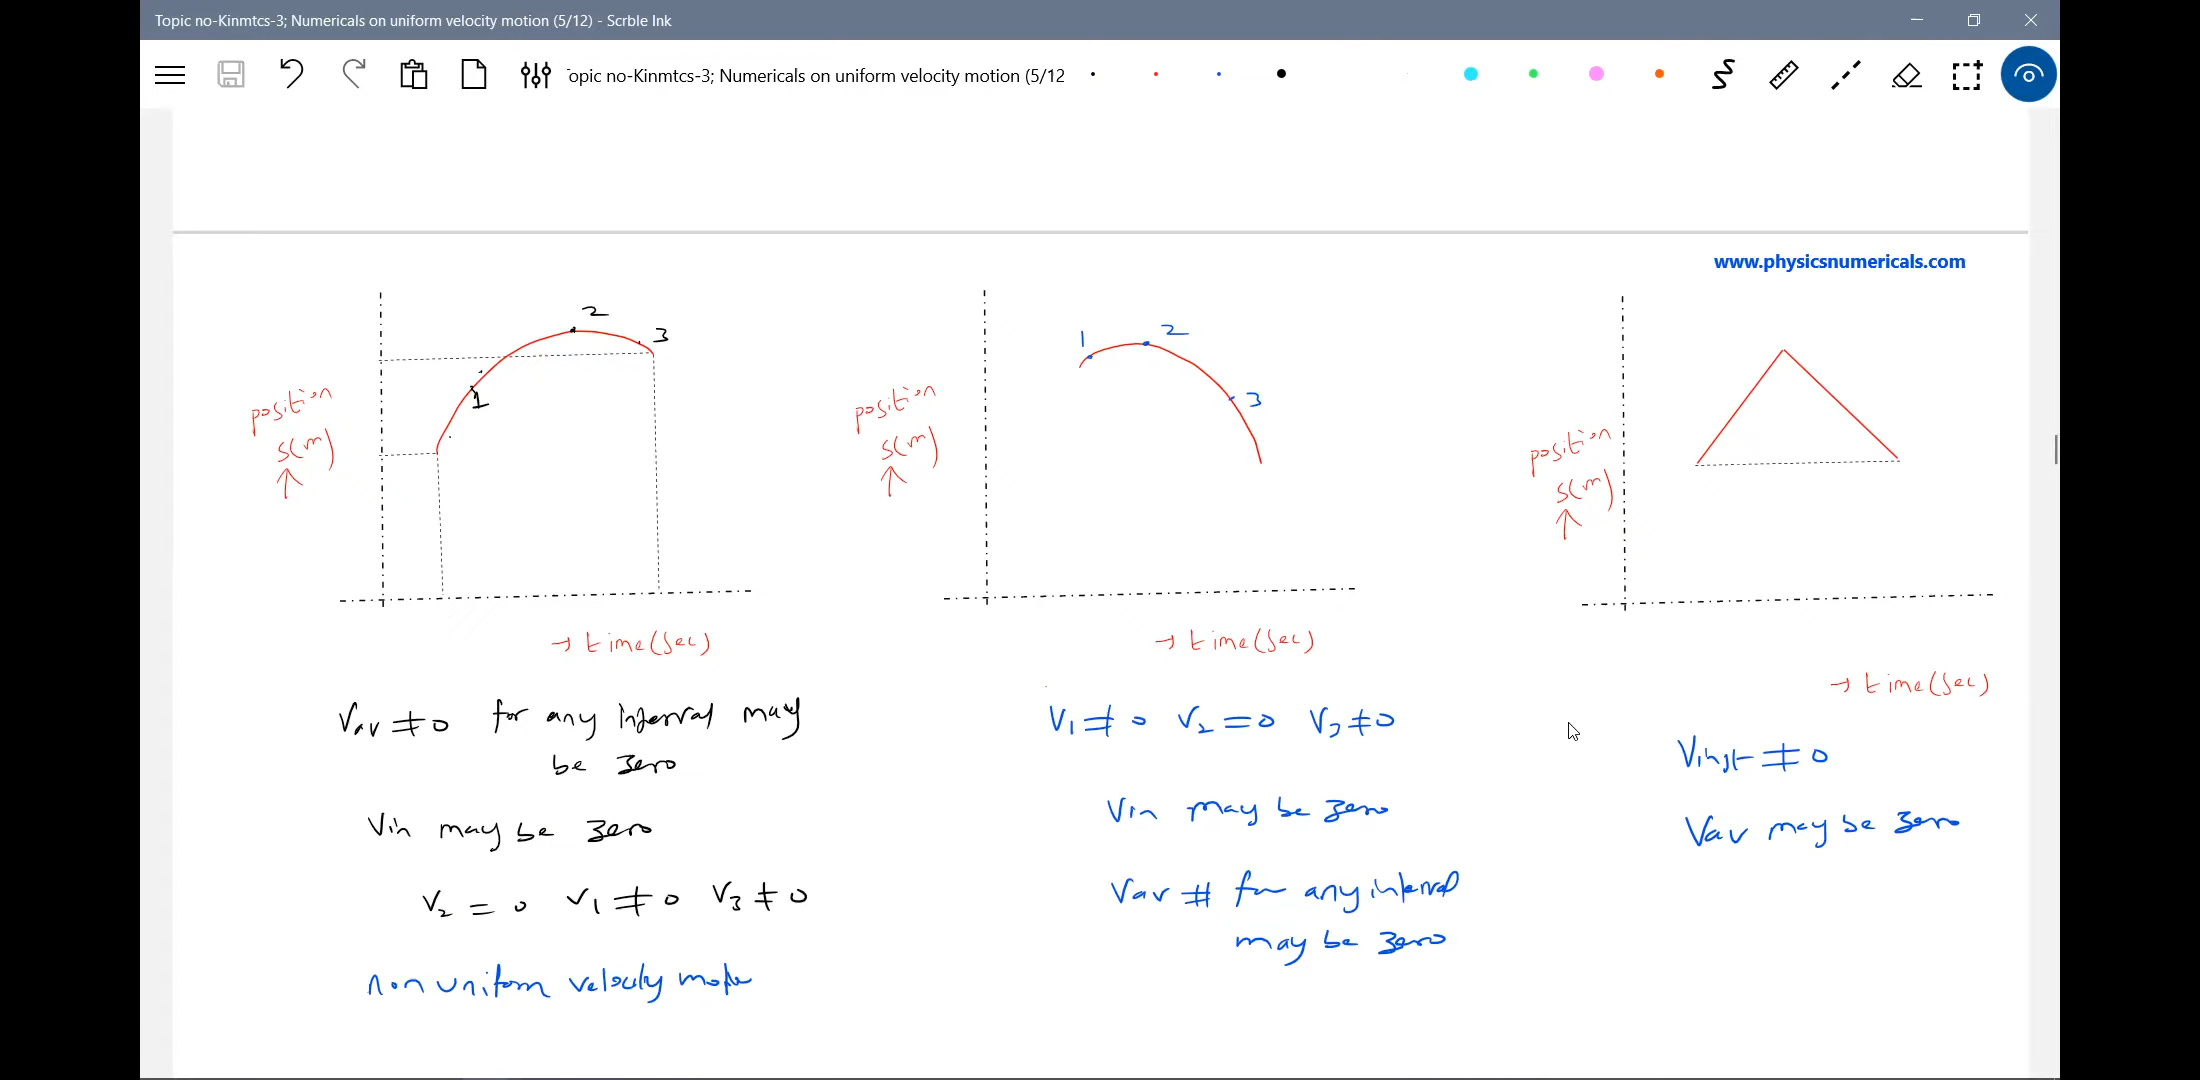 Topic no-Kinmtcs-3; Numericals on uniform velocity motion (5/12) - Scrble Ink
opic no-Kinmtcs-3; Numericals on uniform velocity motion (5/12
www.physicsnumericals.com
2
3
1
position
s(m)
↑
→ time(sec)
1
2
3
position
s(m)
↑
→ time(sec)
position
s(m)
↑
→ time(sec)
Vav ≠ 0 for any interval may
be zero
Vin may be zero
V2 = 0 V1 ≠ 0 V3 ≠ 0
non uniform velocity
V1 ≠ 0 V2 = 0 V3 ≠ 0
Vin may be zero
Vav ≠ for any interval
may be zero
Vinst ≠ 0
Vav may be zero